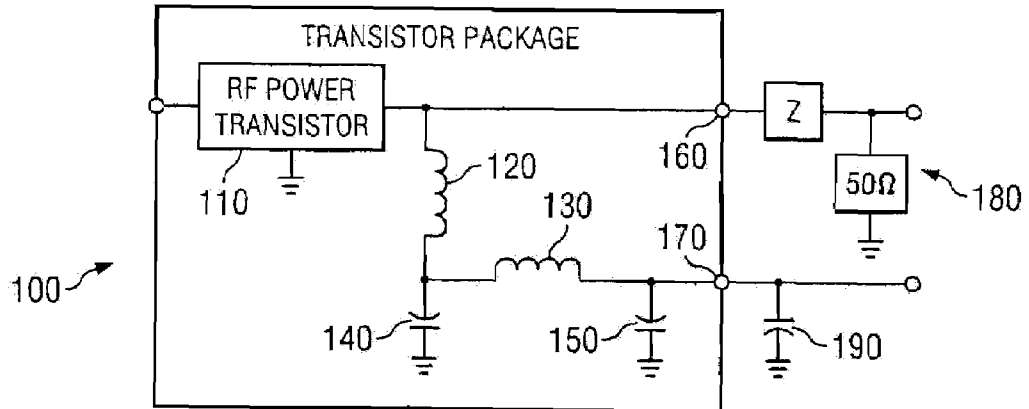 TRANSISTOR PACKAGE
RF POWER
TRANSISTOR
Z
160
50Ω
180
110
120
130
170
100
140
150
190